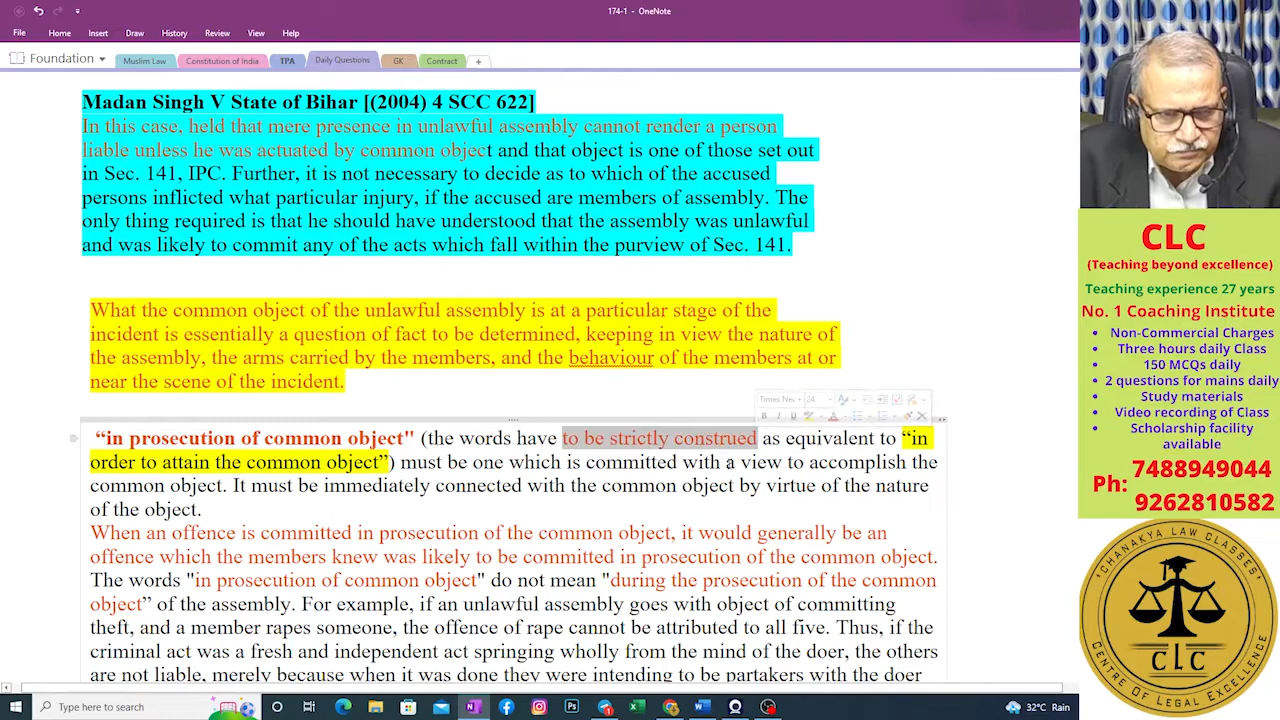 174-1 - OneNote
File Home Insert Draw History Review View Help
Foundation Muslim Law Constitution of India TPA Daily Questions GK Contract +
Madan Singh V State of Bihar [(2004) 4 SCC 622]
In this case, held that mere presence in unlawful assembly cannot render a person
liable unless he was actuated by common object and that object is one of those set out
in Sec. 141, IPC. Further, it is not necessary to decide as to which of the accused
persons inflicted what particular injury, if the accused are members of assembly. The
only thing required is that he should have understood that the assembly was unlawful
and was likely to commit any of the acts which fall within the purview of Sec. 141.
What the common object of the unlawful assembly is at a particular stage of the
incident is essentially a question of fact to be determined, keeping in view the nature of
the assembly, the arms carried by the members, and the behaviour of the members at or
near the scene of the incident.
Times Nev 24
B I U A
“in prosecution of common object" (the words have to be strictly construed as equivalent to “in
order to attain the common object”) must be one which is committed with a view to accomplish the
common object. It must be immediately connected with the common object by virtue of the nature
of the object.
When an offence is committed in prosecution of the common object, it would generally be an
offence which the members knew was likely to be committed in prosecution of the common object.
The words "in prosecution of common object" do not mean "during the prosecution of the common
object” of the assembly. For example, if an unlawful assembly goes with object of committing
theft, and a member rapes someone, the offence of rape cannot be attributed to all five. Thus, if the
criminal act was a fresh and independent act springing wholly from the mind of the doer, the others
are not liable, merely because when it was done they were intending to be partakers with the doer
CLC
(Teaching beyond excellence)
Teaching experience 27 years
No. 1 Coaching Institute
• Non-Commercial Charges
• Three hours daily Class
• 150 MCQs daily
• 2 questions for mains daily
• Study materials
• Video recording of Class
• Scholarship facility
available
Ph: 7488949044
9262810582
'CHANAKYA LAW CLASSES'
CLC
CENTRE OF LEGAL EXCELLENCE
Type here to search
32°C Rain